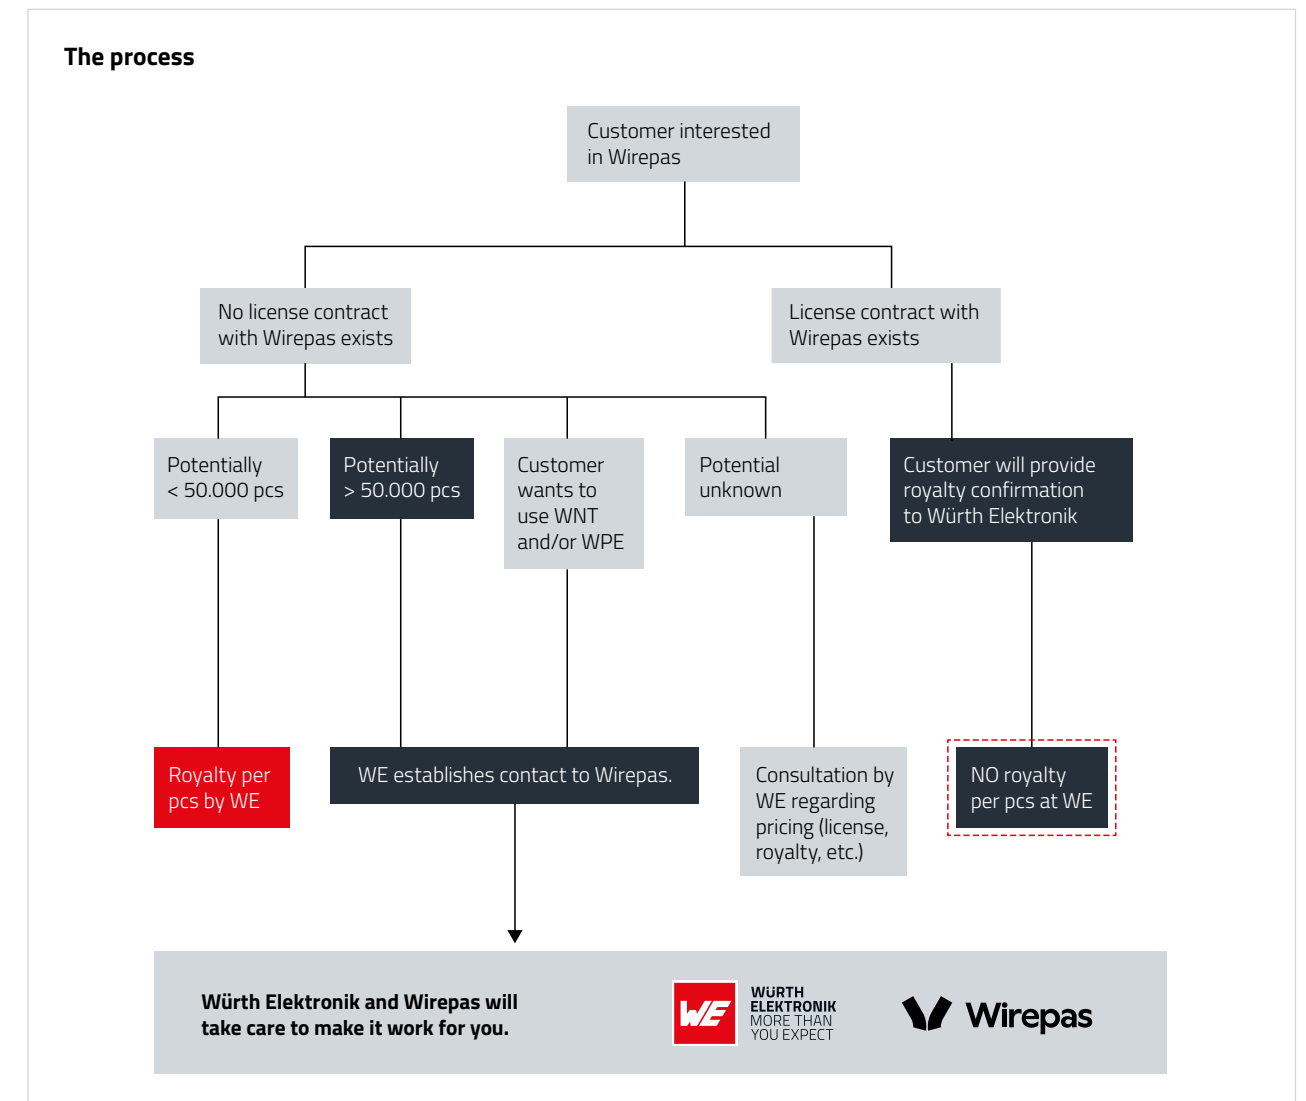 The process
Customer interested
in Wirepas
No license contract
with Wirepas exists
License contract with
Wirepas exists
Potentially
< 50.000 pcs
Potentially
> 50.000 pcs
Customer
wants to
use WNT
and/or WPE
Potential
unknown
Customer will provide
royalty confirmation
to Würth Elektronik
Royalty per
pcs by WE
WE establishes contact to Wirepas.
Consultation by
WE regarding
pricing (license,
royalty, etc.)
NO royalty
per pcs at WE
Würth Elektronik and Wirepas will
take care to make it work for you.
WE
WÜRTH
ELEKTRONIK
MORE THAN
YOU EXPECT
Wirepas